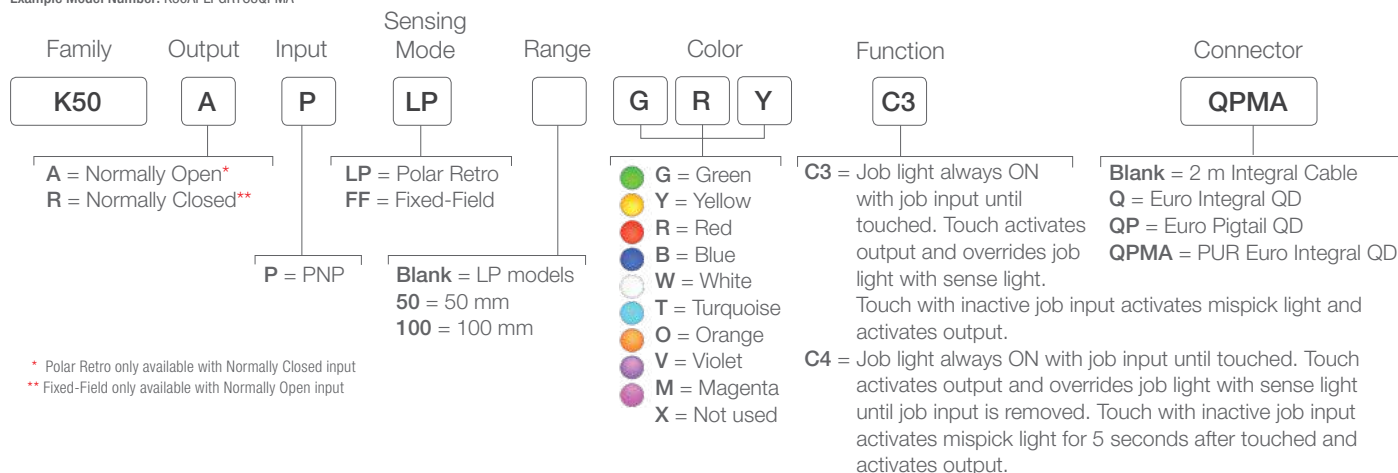 Example Model Number:
Family
Output
Input
Sensing
Mode
Range
Color
Function
Connector
K50
A
P
LP
G
R
Y
C3
QPMA
A = Normally Open*
R = Normally Closed**
P = PNP
LP = Polar Retro
FF = Fixed-Field
Blank = LP models
50 = 50 mm
100 = 100 mm
G = Green
Y = Yellow
R = Red
B = Blue
W = White
T = Turquoise
O = Orange
V = Violet
M = Magenta
X = Not used
C3 = Job light always ON
with job input until
touched. Touch activates
output and overrides job
light with sense light.
Touch with inactive job input activates mispick light and
activates output.
C4 = Job light always ON with job input until touched. Touch
activates output and overrides job light with sense light
until job input is removed. Touch with inactive job input
activates mispick light for 5 seconds after touched and
activates output.
Blank = 2 m Integral Cable
Q = Euro Integral QD
QP = Euro Pigtail QD
QPMA = PUR Euro Integral QD
* Polar Retro only available with Normally Closed input
** Fixed-Field only available with Normally Open input